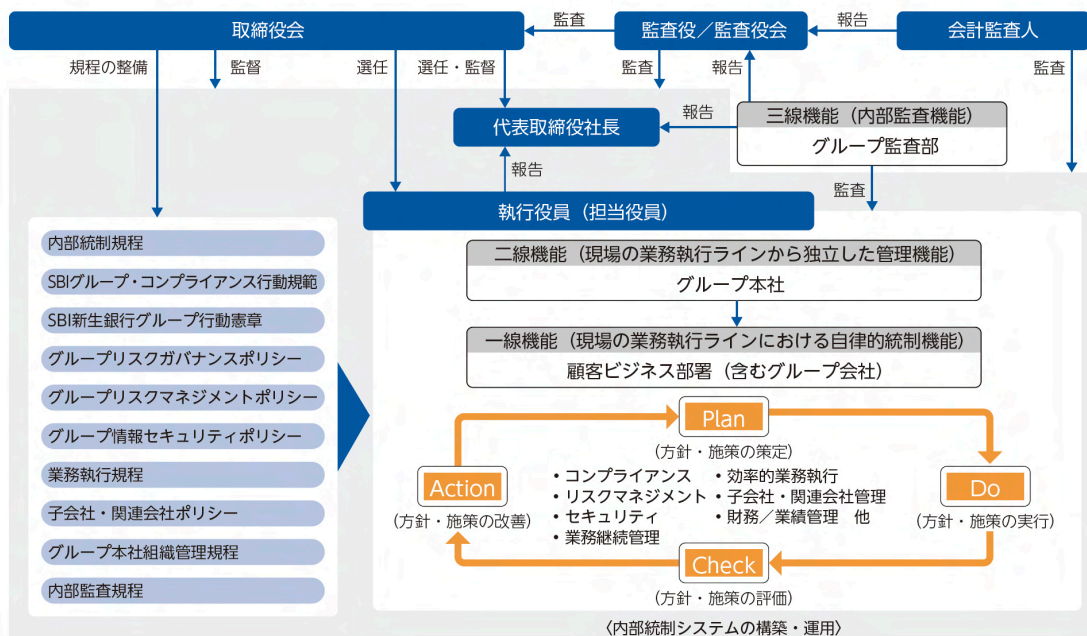 取締役会
監査
監査役／監査役会
報告
会計監査人
規程の整備
監督
選任
選任・監督
監査
報告
監査
代表取締役社長
報告
三線機能（内部監査機能）
グループ監査部
報告
監査
執行役員（担当役員）
内部統制規程
SBIグループ・コンプライアンス行動規範
SBI新生銀行グループ行動憲章
グループリスクガバナンスポリシー
グループリスクマネジメントポリシー
グループ情報セキュリティポリシー
業務執行規程
子会社・関連会社ポリシー
グループ本社組織管理規程
内部監査規程
二線機能（現場の業務執行ラインから独立した管理機能）
グループ本社
一線機能（現場の業務執行ラインにおける自律的統制機能）
顧客ビジネス部署（含むグループ会社）
Plan
（方針・施策の策定）
Action
（方針・施策の改善）
・コンプライアンス
・リスクマネジメント
・セキュリティ
・業務継続管理
・効率的業務執行
・子会社・関連会社管理
・財務／業績管理 他
Do
（方針・施策の実行）
Check
（方針・施策の評価）
〈内部統制システムの構築・運用〉